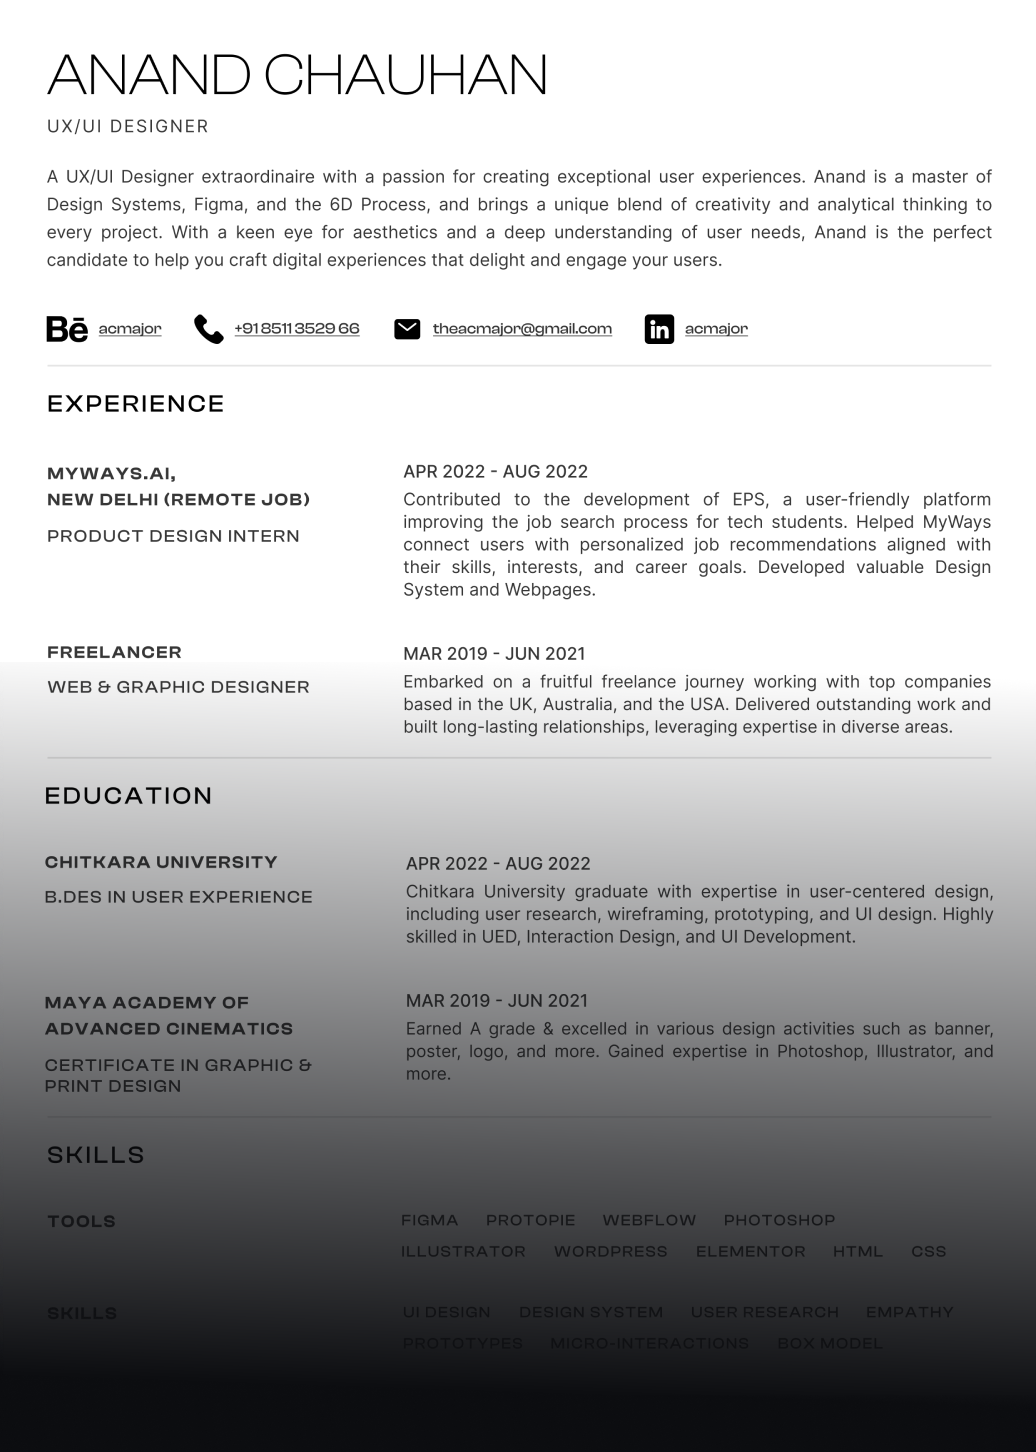 ANAND CHAUHAN
UX/UI DESIGNER
A UX/UI Designer extraordinaire with a passion for creating exceptional user experiences. Anand is a master of
Design Systems, Figma, and the 6D Process, and brings a unique blend of creativity and analytical thinking to
every project. With a keen eye for aesthetics and a deep understanding of user needs, Anand is the perfect
candidate to help you craft digital experiences that delight and engage your users.
Bē acmajor +91 8511 3529 66 theacmajor@gmail.com in acmajor
EXPERIENCE
MYWAYS.AI,
NEW DELHI (REMOTE JOB)
PRODUCT DESIGN INTERN
APR 2022 - AUG 2022
Contributed to the development of EPS, a user-friendly platform
improving the job search process for tech students. Helped MyWays
connect users with personalized job recommendations aligned with
their skills, interests, and career goals. Developed valuable Design
System and Webpages.
FREELANCER
WEB & GRAPHIC DESIGNER
MAR 2019 - JUN 2021
Embarked on a fruitful freelance journey working with top companies
based in the UK, Australia, and the USA. Delivered outstanding work and
built long-lasting relationships, leveraging expertise in diverse areas.
EDUCATION
CHITKARA UNIVERSITY
B.DES IN USER EXPERIENCE
APR 2022 - AUG 2022
Chitkara University graduate with expertise in user-centered design,
including user research, wireframing, prototyping, and UI design. Highly
skilled in UED, Interaction Design, and UI Development.
MAYA ACADEMY OF
ADVANCED CINEMATICS
CERTIFICATE IN GRAPHIC &
PRINT DESIGN
MAR 2019 - JUN 2021
Earned A grade & excelled in various design activities such as banner,
poster, logo, and more. Gained expertise in Photoshop, Illustrator, and
more.
SKILLS
TOOLS
FIGMA PROTOPIE WEBFLOW PHOTOSHOP
ILLUSTRATOR WORDPRESS ELEMENTOR HTML CSS
SKILLS
UI DESIGN DESIGN SYSTEM USER RESEARCH EMPATHY
PROTOTYPES MICRO-INTERACTIONS BOX MODEL